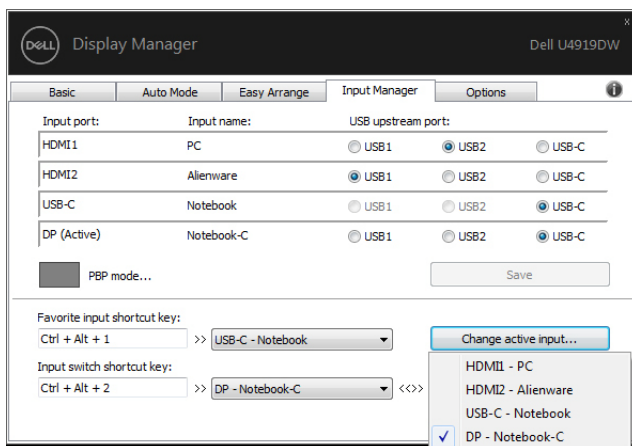 x
DELL Display Manager Dell U4919DW
Basic Auto Mode Easy Arrange Input Manager Options i
Input port: Input name: USB upstream port:
HDMI1 PC USB1 USB2 USB-C
HDMI2 Alienware USB1 USB2 USB-C
USB-C Notebook USB1 USB2 USB-C
DP (Active) Notebook-C USB1 USB2 USB-C
PBP mode... Save
Favorite input shortcut key:
Ctrl + Alt + 1 >> USB-C - Notebook Change active input...
Input switch shortcut key:
Ctrl + Alt + 2 >> DP - Notebook-C <<>>
HDMI1 - PC
HDMI2 - Alienware
USB-C - Notebook
DP - Notebook-C